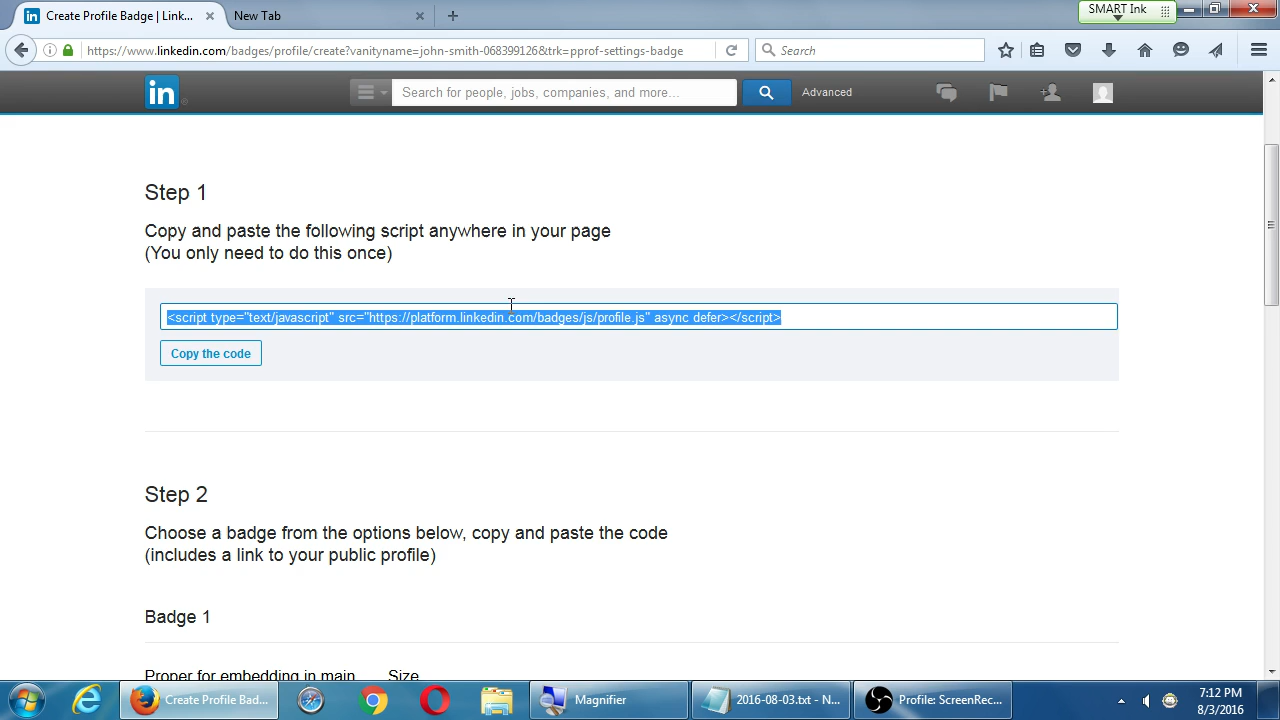 Create Profile Badge | Link...
New Tab
SMART Ink
https://www.linkedin.com/badges/profile/create?vanityname=john-smith-068399126&trk=pprof-settings-badge
Search
in
Search for people, jobs, companies, and more...
Advanced
Step 1
Copy and paste the following script anywhere in your page
(You only need to do this once)
<script type="text/javascript" src="https://platform.linkedin.com/badges/js/profile.js" async defer></script>
Copy the code
Step 2
Choose a badge from the options below, copy and paste the code
(includes a link to your public profile)
Badge 1
Proper for embedding in main
Size
Create Profile Bad...
Magnifier
2016-08-03.txt - N...
Profile: ScreenRec...
7:12 PM
8/3/2016